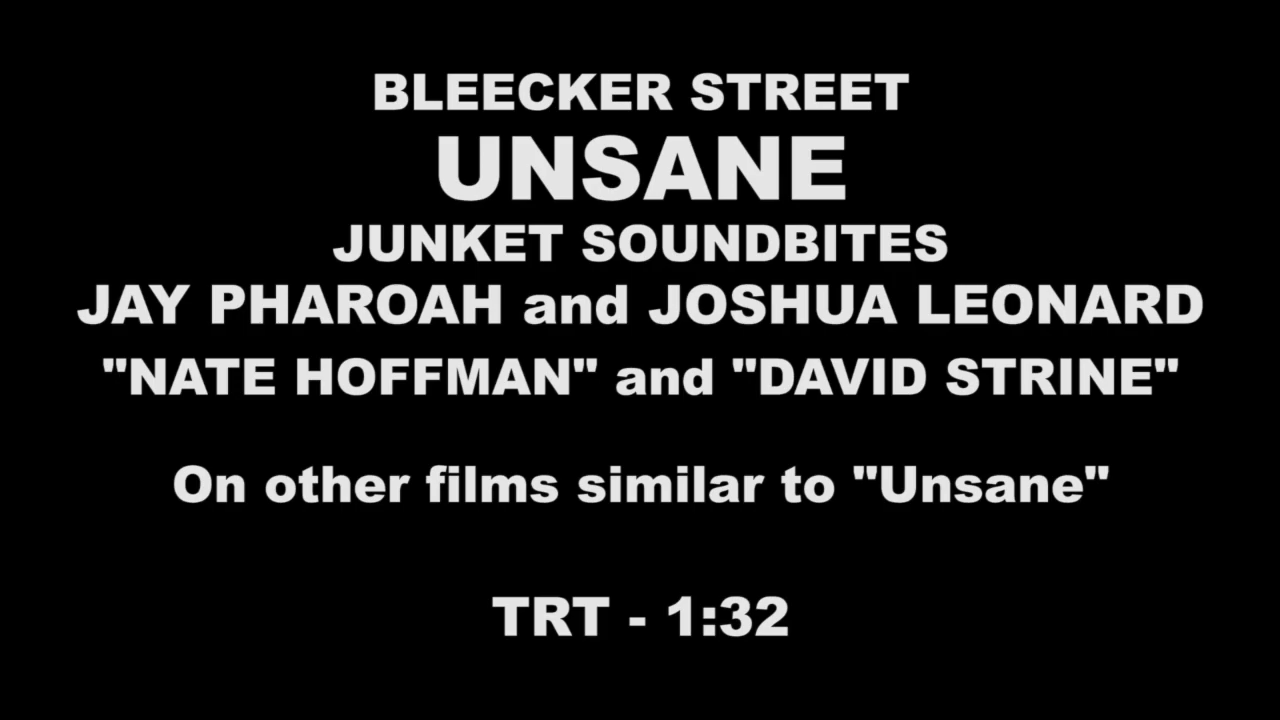 BLEECKER STREET
UNSANE
JUNKET SOUNDBITES
JAY PHAROAH and JOSHUA LEONARD
"NATE HOFFMAN" and "DAVID STRINE"
On other films similar to "Unsane"
TRT - 1:32